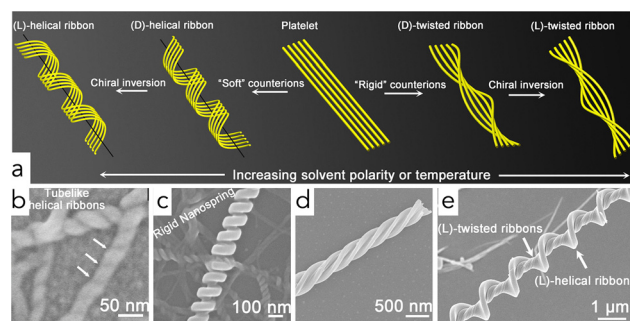 (L)-helical ribbon (D)-helical ribbon Platelet (D)-twisted ribbon (L)-twisted ribbon
Chiral inversion "Soft" counterions "Rigid" counterions Chiral inversion
a
Increasing solvent polarity or temperature
b
Tubelike
helical ribbons
50 nm
c
Rigid Nanospring
100 nm
d
500 nm
e
(L)-twisted ribbons
(L)-helical ribbon
1 µm